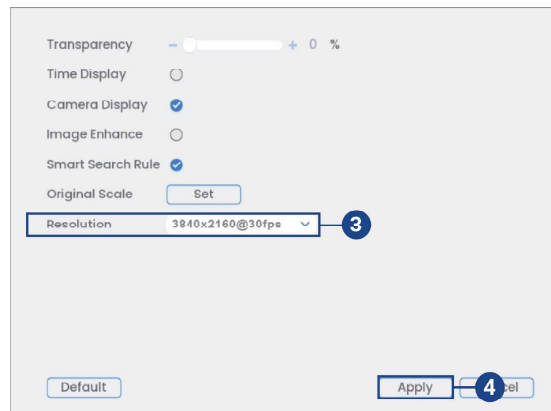 Transparency - + 0 %
Time Display
Camera Display
Image Enhance
Smart Search Rule
Original Scale Set
Resolution 3840x2160@30fps 3
Default Apply 4 el